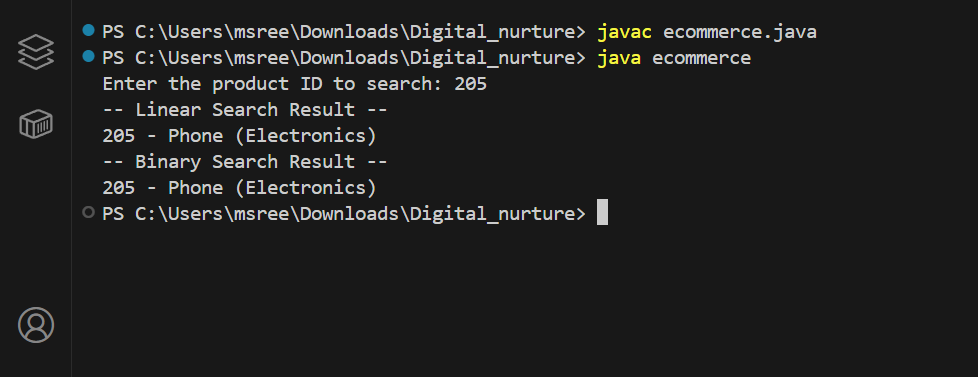 PS C:\Users\msree\Downloads\Digital_nurture> javac ecommerce.java
PS C:\Users\msree\Downloads\Digital_nurture> java ecommerce
Enter the product ID to search: 205
-- Linear Search Result --
205 - Phone (Electronics)
-- Binary Search Result --
205 - Phone (Electronics)
PS C:\Users\msree\Downloads\Digital_nurture>